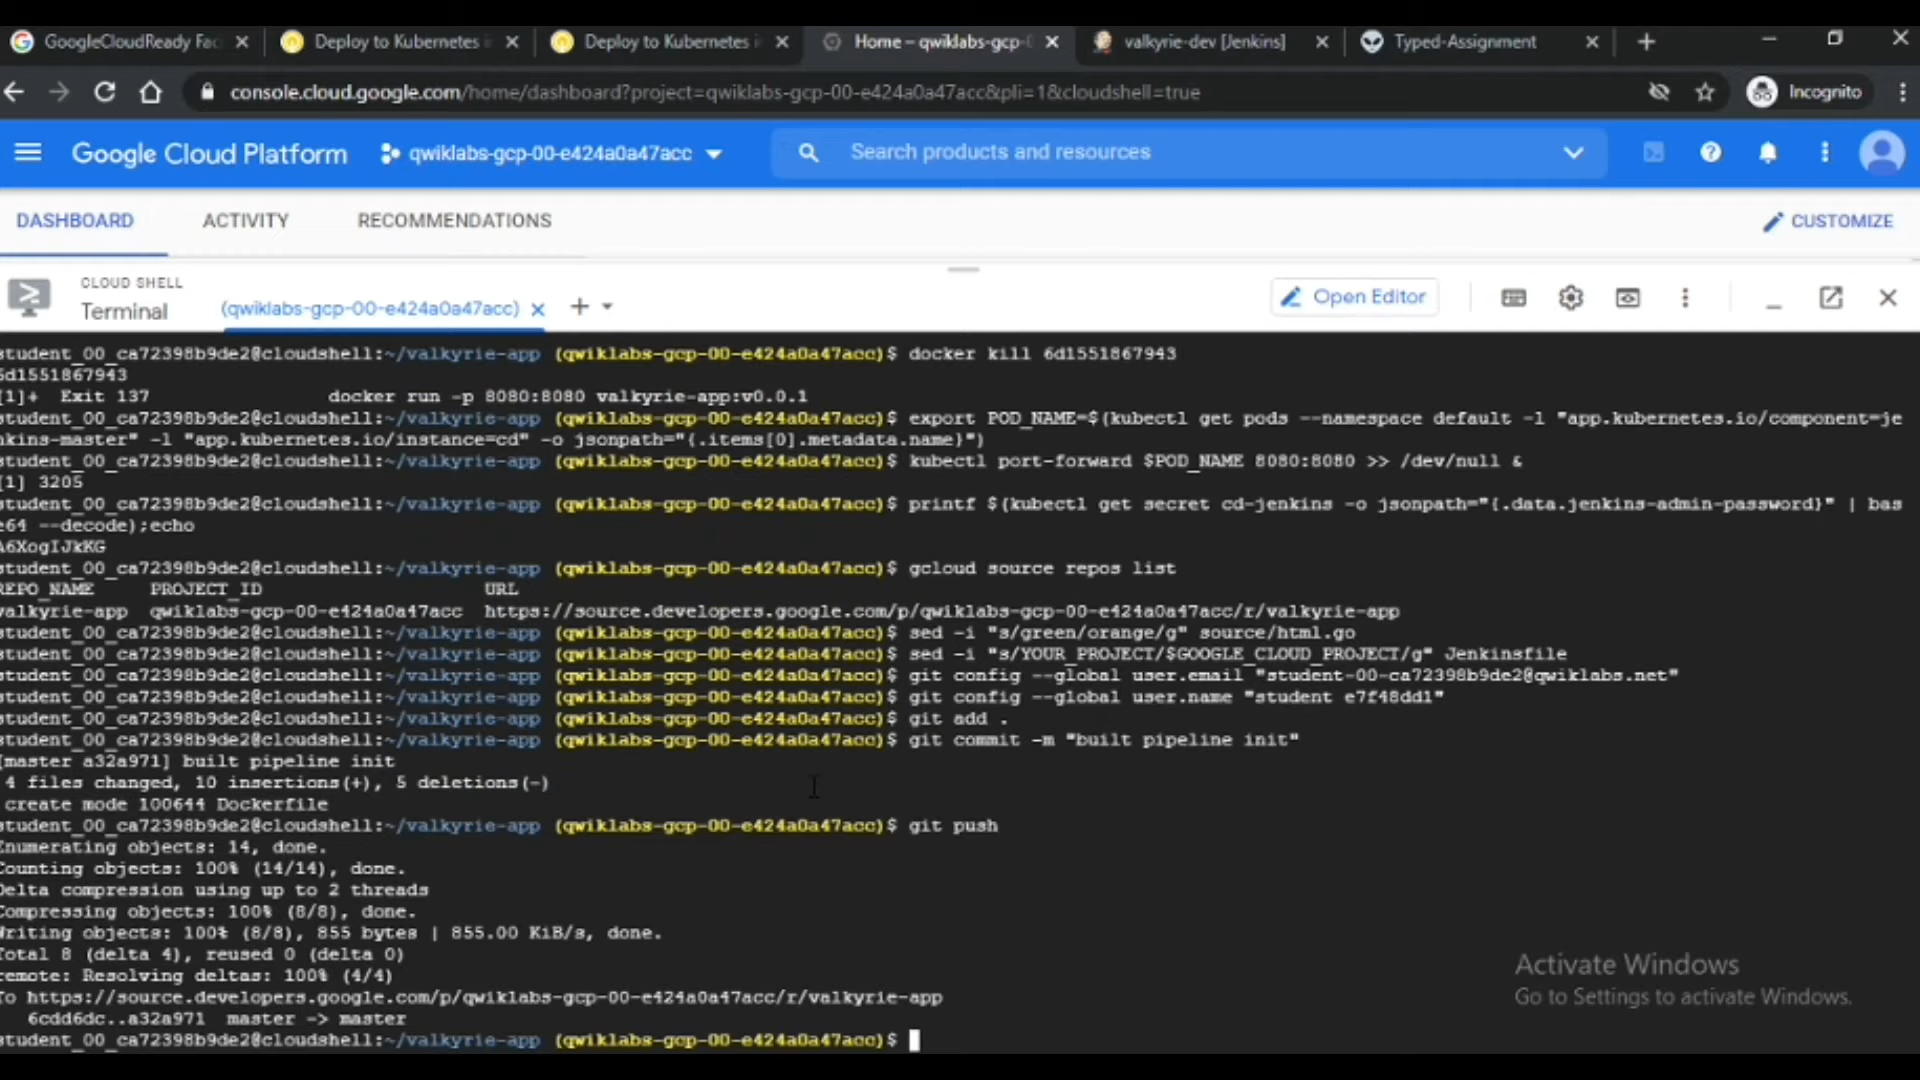 GoogleCloudReady Fac
Deploy to Kubernetes i
Deploy to Kubernetes i
Home – qwiklabs-gcp-0
valkyrie-dev [Jenkins]
Typed-Assignment
console.cloud.google.com/home/dashboard?project=qwiklabs-gcp-00-e424a0a47acc&pli=1&cloudshell=true
Incognito
Google Cloud Platform
qwiklabs-gcp-00-e424a0a47acc
Search products and resources
DASHBOARD
ACTIVITY
RECOMMENDATIONS
CUSTOMIZE
CLOUD SHELL
Terminal
(qwiklabs-gcp-00-e424a0a47acc)
Open Editor
student_00_ca72398b9de2@cloudshell:~/valkyrie-app (qwiklabs-gcp-00-e424a0a47acc)$ docker kill 6d1551867943
6d1551867943
[1]+  Exit 137                docker run -p 8080:8080 valkyrie-app:v0.0.1
student_00_ca72398b9de2@cloudshell:~/valkyrie-app (qwiklabs-gcp-00-e424a0a47acc)$ export POD_NAME=$(kubectl get pods --namespace default -l "app.kubernetes.io/component=je
nkins-master" -l "app.kubernetes.io/instance=cd" -o jsonpath="{.items[0].metadata.name}")
student_00_ca72398b9de2@cloudshell:~/valkyrie-app (qwiklabs-gcp-00-e424a0a47acc)$ kubectl port-forward $POD_NAME 8080:8080 >> /dev/null &
[1] 3205
student_00_ca72398b9de2@cloudshell:~/valkyrie-app (qwiklabs-gcp-00-e424a0a47acc)$ printf $(kubectl get secret cd-jenkins -o jsonpath="{.data.jenkins-admin-password}" | bas
e64 --decode);echo
A6XogIJkKG
student_00_ca72398b9de2@cloudshell:~/valkyrie-app (qwiklabs-gcp-00-e424a0a47acc)$ gcloud source repos list
REPO_NAME     PROJECT_ID                    URL
valkyrie-app  qwiklabs-gcp-00-e424a0a47acc  https://source.developers.google.com/p/qwiklabs-gcp-00-e424a0a47acc/r/valkyrie-app
student_00_ca72398b9de2@cloudshell:~/valkyrie-app (qwiklabs-gcp-00-e424a0a47acc)$ sed -i "s/green/orange/g" source/html.go
student_00_ca72398b9de2@cloudshell:~/valkyrie-app (qwiklabs-gcp-00-e424a0a47acc)$ sed -i "s/YOUR_PROJECT/$GOOGLE_CLOUD_PROJECT/g" Jenkinsfile
student_00_ca72398b9de2@cloudshell:~/valkyrie-app (qwiklabs-gcp-00-e424a0a47acc)$ git config --global user.email "student-00-ca72398b9de2@qwiklabs.net"
student_00_ca72398b9de2@cloudshell:~/valkyrie-app (qwiklabs-gcp-00-e424a0a47acc)$ git config --global user.name "student e7f48dd1"
student_00_ca72398b9de2@cloudshell:~/valkyrie-app (qwiklabs-gcp-00-e424a0a47acc)$ git add .
student_00_ca72398b9de2@cloudshell:~/valkyrie-app (qwiklabs-gcp-00-e424a0a47acc)$ git commit -m "built pipeline init"
[master a32a971] built pipeline init
4 files changed, 10 insertions(+), 5 deletions(-)
create mode 100644 Dockerfile
student_00_ca72398b9de2@cloudshell:~/valkyrie-app (qwiklabs-gcp-00-e424a0a47acc)$ git push
Enumerating objects: 14, done.
Counting objects: 100% (14/14), done.
Delta compression using up to 2 threads
Compressing objects: 100% (8/8), done.
Writing objects: 100% (8/8), 855 bytes | 855.00 KiB/s, done.
Total 8 (delta 4), reused 0 (delta 0)
remote: Resolving deltas: 100% (4/4)
To https://source.developers.google.com/p/qwiklabs-gcp-00-e424a0a47acc/r/valkyrie-app
6cdd6dc..a32a971  master -> master
student_00_ca72398b9de2@cloudshell:~/valkyrie-app (qwiklabs-gcp-00-e424a0a47acc)$
Activate Windows
Go to Settings to activate Windows.